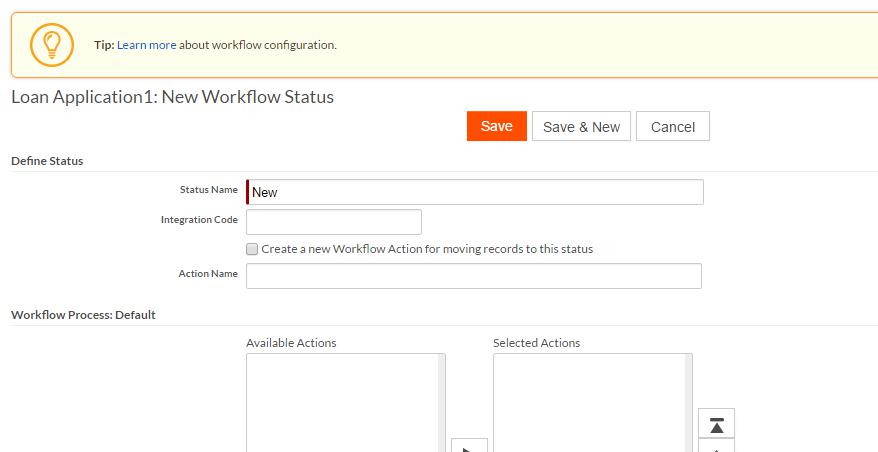 Tip: Learn more about workflow configuration.
Loan Application1: New Workflow Status
Save Save & New Cancel
Define Status
Status Name New
Integration Code
Create a new Workflow Action for moving records to this status
Action Name
Workflow Process: Default
Available Actions Selected Actions